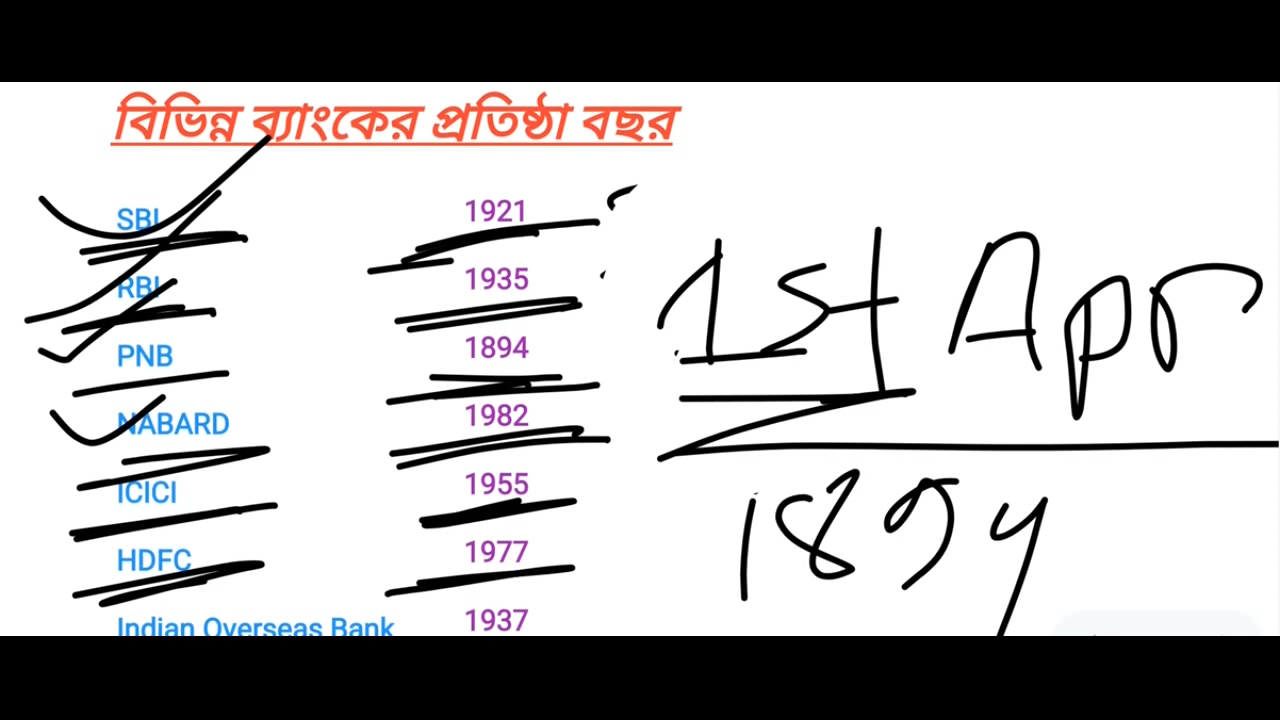 বিভিন্ন ব্যাংকের প্রতিষ্ঠা বছর
SBI 1921
RBI 1935
PNB 1894
NABARD 1982
ICICI 1955
HDFC 1977
Indian Overseas Bank 1937
1st Apr
1894